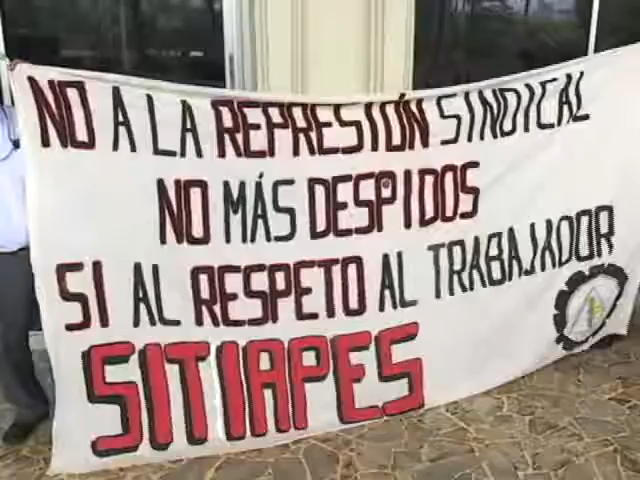 NO A LA REPRESIÓN SINDICAL
NO MÁS DESPIDOS
SI AL RESPETO AL TRABAJADOR
SITIAPES